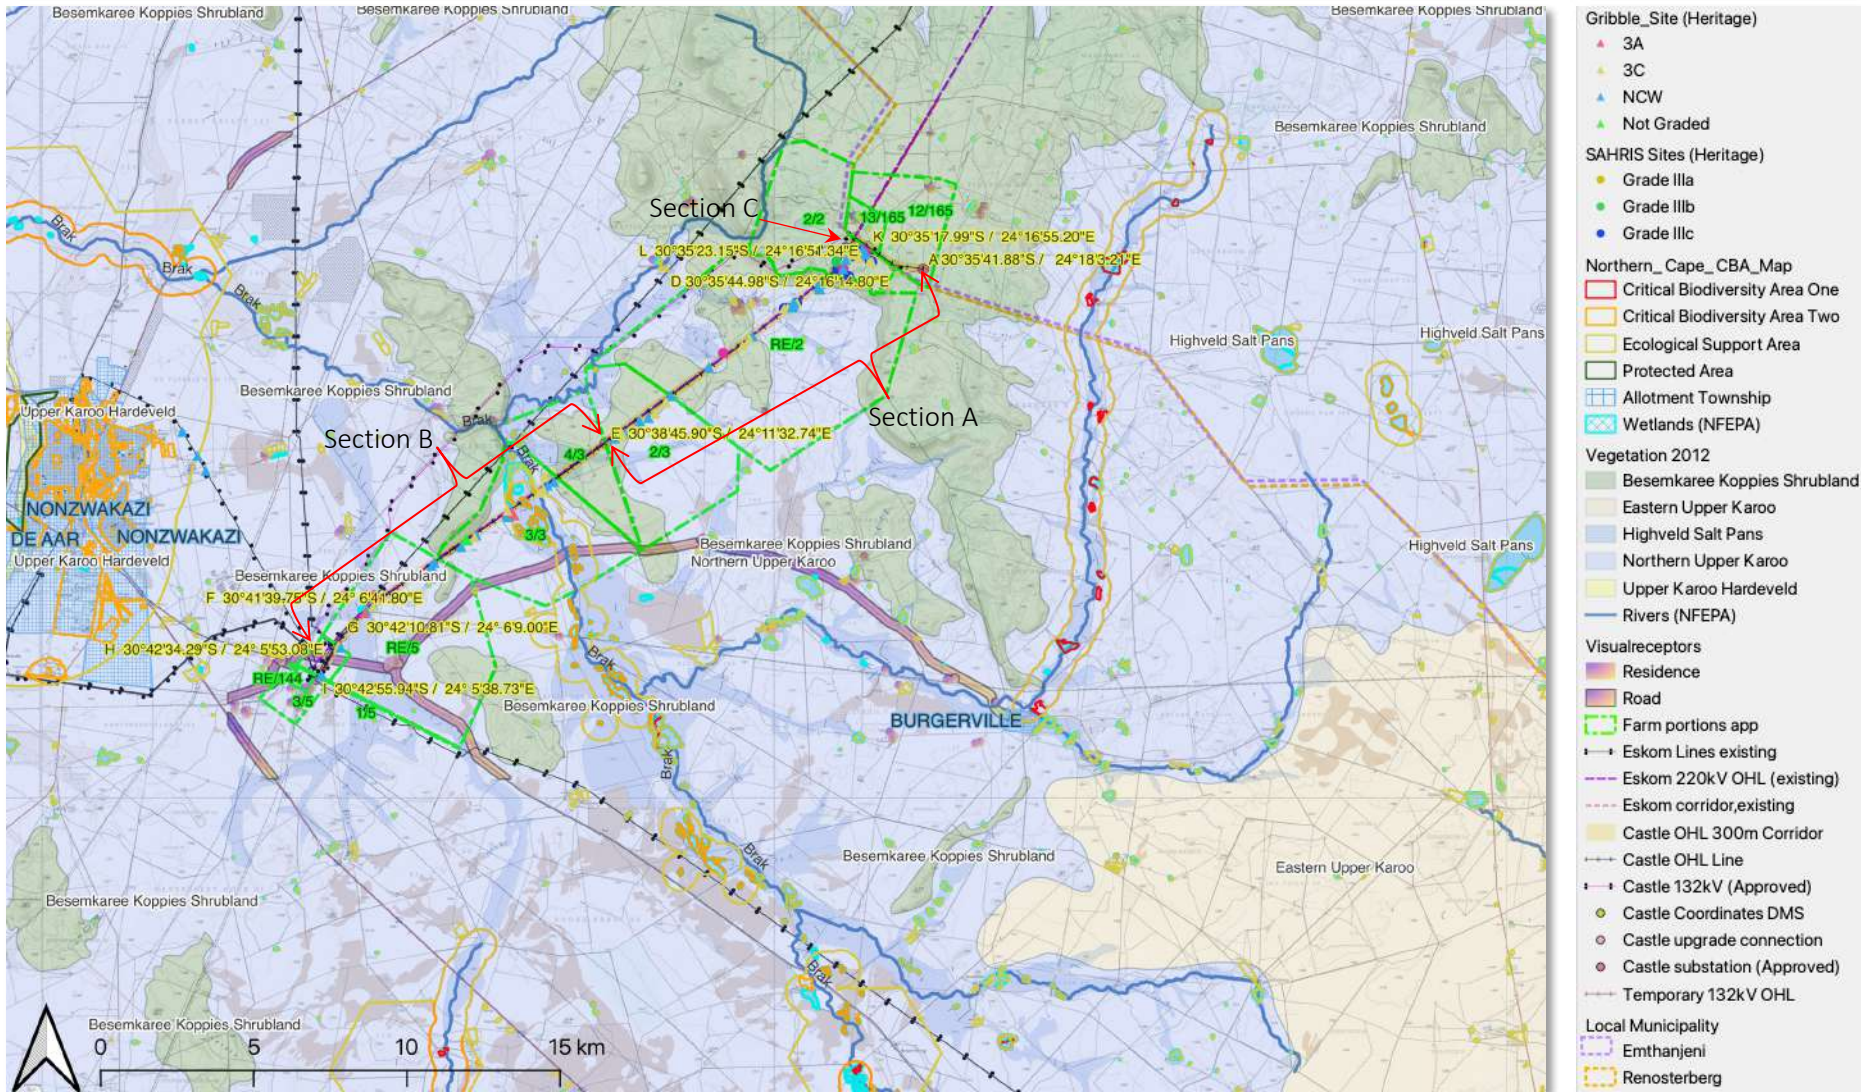 Besemkaree Koppies Shrubland
Besemkaree Koppies Shrubland
Besemkaree Koppies Shrubland
Besemkaree Koppies Shrubland
Section C
2/2
13/165
12/165
Brak
K 30°35'17.99"S / 24°16'55.20"E
L 30°35'23.15"S / 24°16'51.34"E
A 30°35'41.88"S / 24°18'3.21"E
Brak
D 30°35'44.98"S / 24°16'14.80"E
Brak
RE/2
Highveld Salt Pans
Highveld Salt Pans
Besemkaree Koppies Shrubland
Upper Karoo Hardeveld
Section A
Brak
Section B
E 30°38'45.90"S / 24°11'32.74"E
4/3
2/3
Brak
NONZWAKAZI
DE AAR
NONZWAKAZI
3/3
Besemkaree Koppies Shrubland
Highveld Salt Pans
Northern Upper Karoo
Upper Karoo Hardeveld
Besemkaree Koppies Shrubland
F 30°41'39.75"S / 24° 6'41.80"E
G 30°42'10.81"S / 24° 6'9.00"E
H 30°42'34.29"S / 24° 5'53.08"E
RE/5
Brak
RE/144
I 30°42'55.94"S / 24° 5'38.73"E
3/5
1/5
Besemkaree Koppies Shrubland
BURGERVILLE
Brak
Brak
Besemkaree Koppies Shrubland
Eastern Upper Karoo
Besemkaree Koppies Shrubland
Brak
Besemkaree Koppies Shrubland
0
5
10
15 km
Gribble_Site (Heritage)
3A
3C
NCW
Not Graded
SAHRIS Sites (Heritage)
Grade IIIa
Grade IIIb
Grade IIIc
Northern_ Cape_CBA_Map
Critical Biodiversity Area One
Critical Biodiversity Area Two
Ecological Support Area
Protected Area
Allotment Township
Wetlands (NFEPA)
Vegetation 2012
Besemkaree Koppies Shrubland
Eastern Upper Karoo
Highveld Salt Pans
Northern Upper Karoo
Upper Karoo Hardeveld
Rivers (NFEPA)
Visualreceptors
Residence
Road
Farm portions app
Eskom Lines existing
Eskom 220kV OHL (existing)
Eskom corridor,existing
Castle OHL 300m Corridor
Castle OHL Line
Castle 132kV (Approved)
Castle Coordinates DMS
Castle upgrade connection
Castle substation (Approved)
Temporary 132kV OHL
Local Municipality
Emthanjeni
Renosterberg